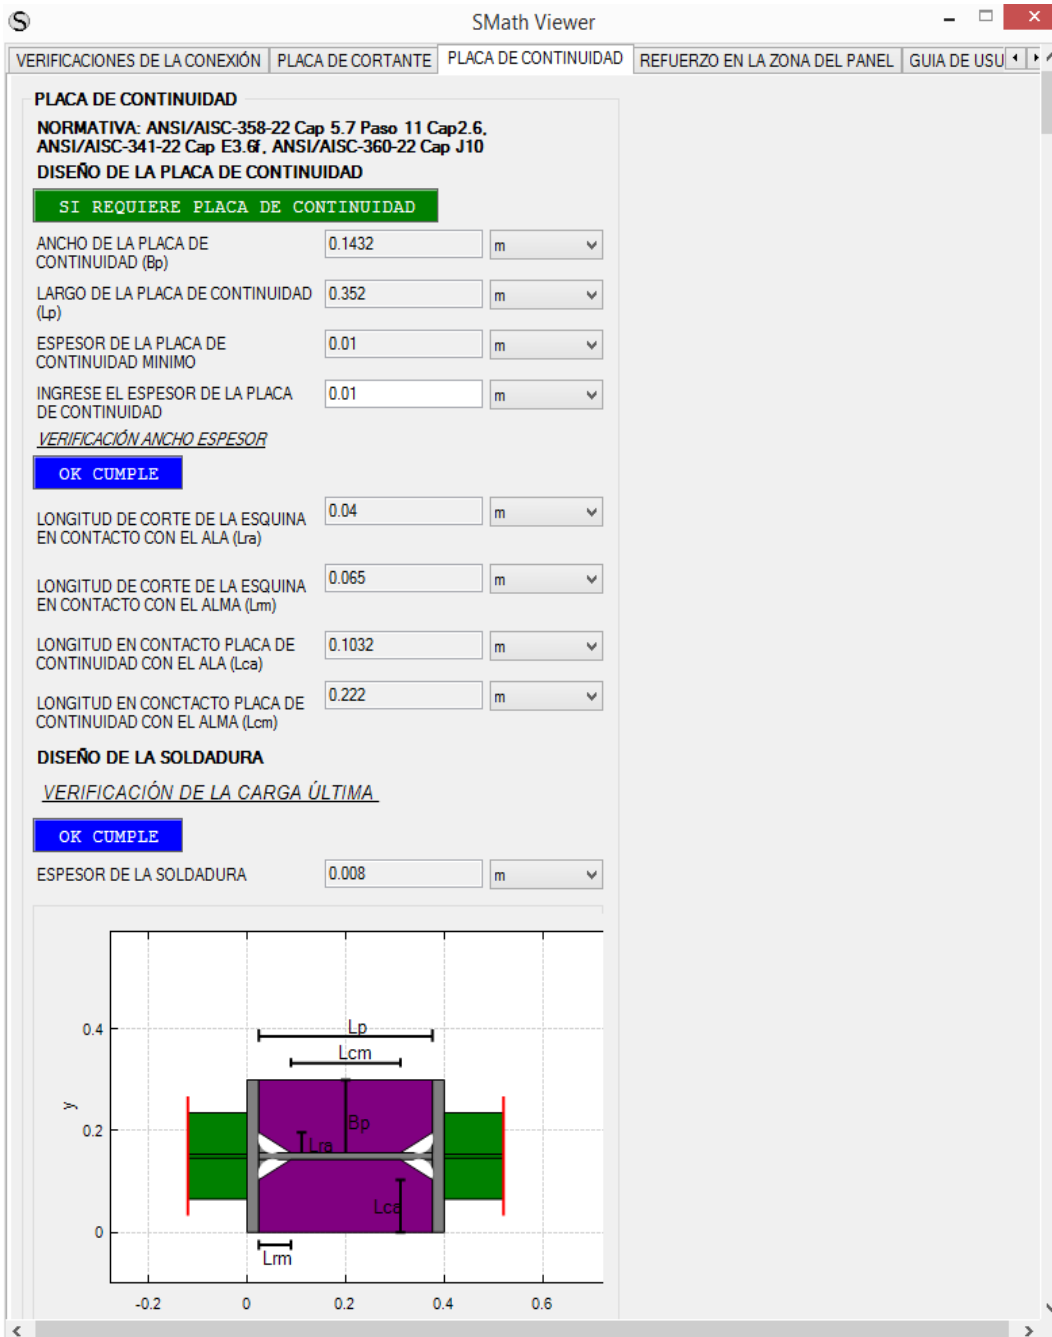 SMath Viewer
VERIFICACIONES DE LA CONEXIÓN
PLACA DE CORTANTE
PLACA DE CONTINUIDAD
REFUERZO EN LA ZONA DEL PANEL
GUIA DE USU
PLACA DE CONTINUIDAD
NORMATIVA: ANSI/AISC-358-22 Cap 5.7 Paso 11 Cap2.6,
ANSI/AISC-341-22 Cap E3.6f, ANSI/AISC-360-22 Cap J10
DISEÑO DE LA PLACA DE CONTINUIDAD
SI REQUIERE PLACA DE CONTINUIDAD
ANCHO DE LA PLACA DE
CONTINUIDAD (Bp)
0.1432
m
LARGO DE LA PLACA DE CONTINUIDAD
(Lp)
0.352
m
ESPESOR DE LA PLACA DE
CONTINUIDAD MINIMO
0.01
m
INGRESE EL ESPESOR DE LA PLACA
DE CONTINUIDAD
0.01
m
VERIFICACIÓN ANCHO ESPESOR
OK CUMPLE
LONGITUD DE CORTE DE LA ESQUINA
EN CONTACTO CON EL ALA (Lra)
0.04
m
LONGITUD DE CORTE DE LA ESQUINA
EN CONTACTO CON EL ALMA (Lrm)
0.065
m
LONGITUD EN CONTACTO PLACA DE
CONTINUIDAD CON EL ALA (Lca)
0.1032
m
LONGITUD EN CONCTACTO PLACA DE
CONTINUIDAD CON EL ALMA (Lcm)
0.222
m
DISEÑO DE LA SOLDADURA
VERIFICACIÓN DE LA CARGA ÚLTIMA
OK CUMPLE
ESPESOR DE LA SOLDADURA
0.008
m
0.4
Lp
Lcm
y
0.2
Bp
Lra
Lca
0
Lrm
-0.2
0
0.2
0.4
0.6